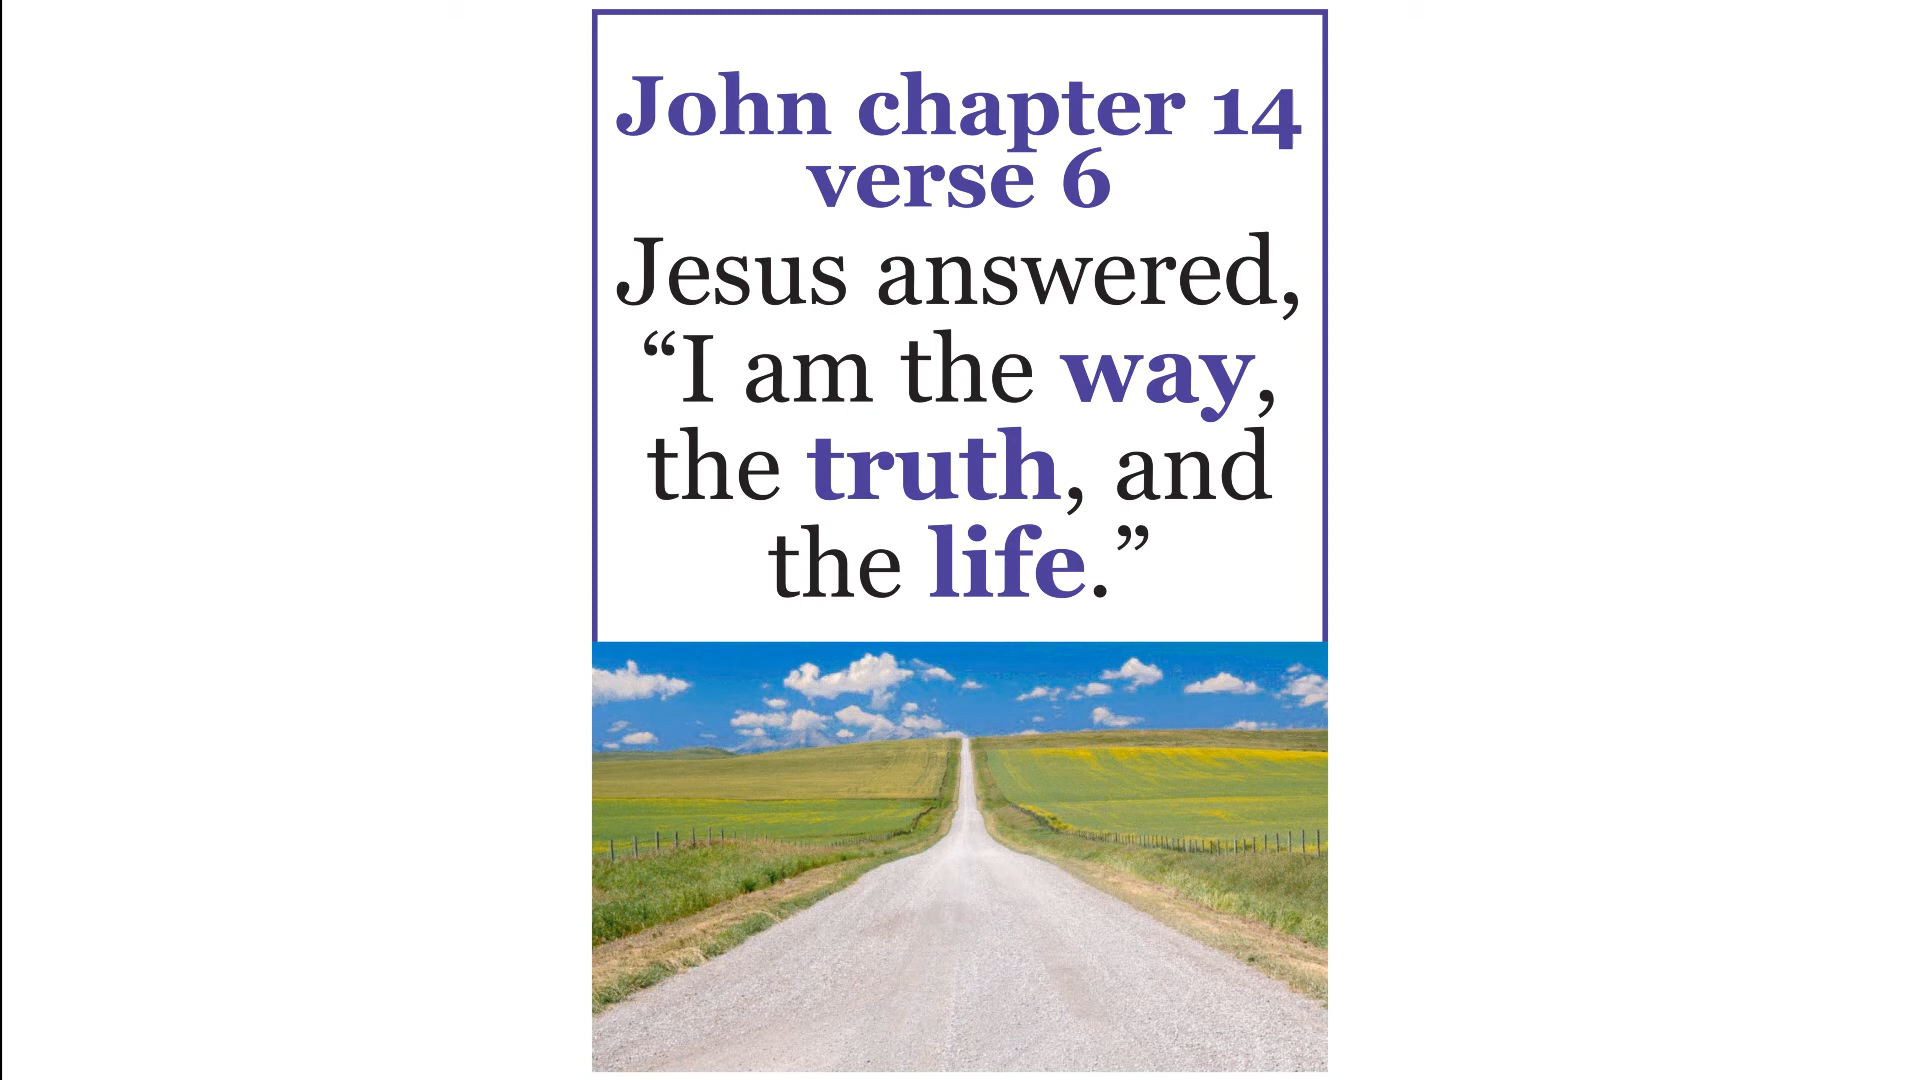 John chapter 14
verse 6
Jesus answered,
“I am the way,
the truth, and
the life.”